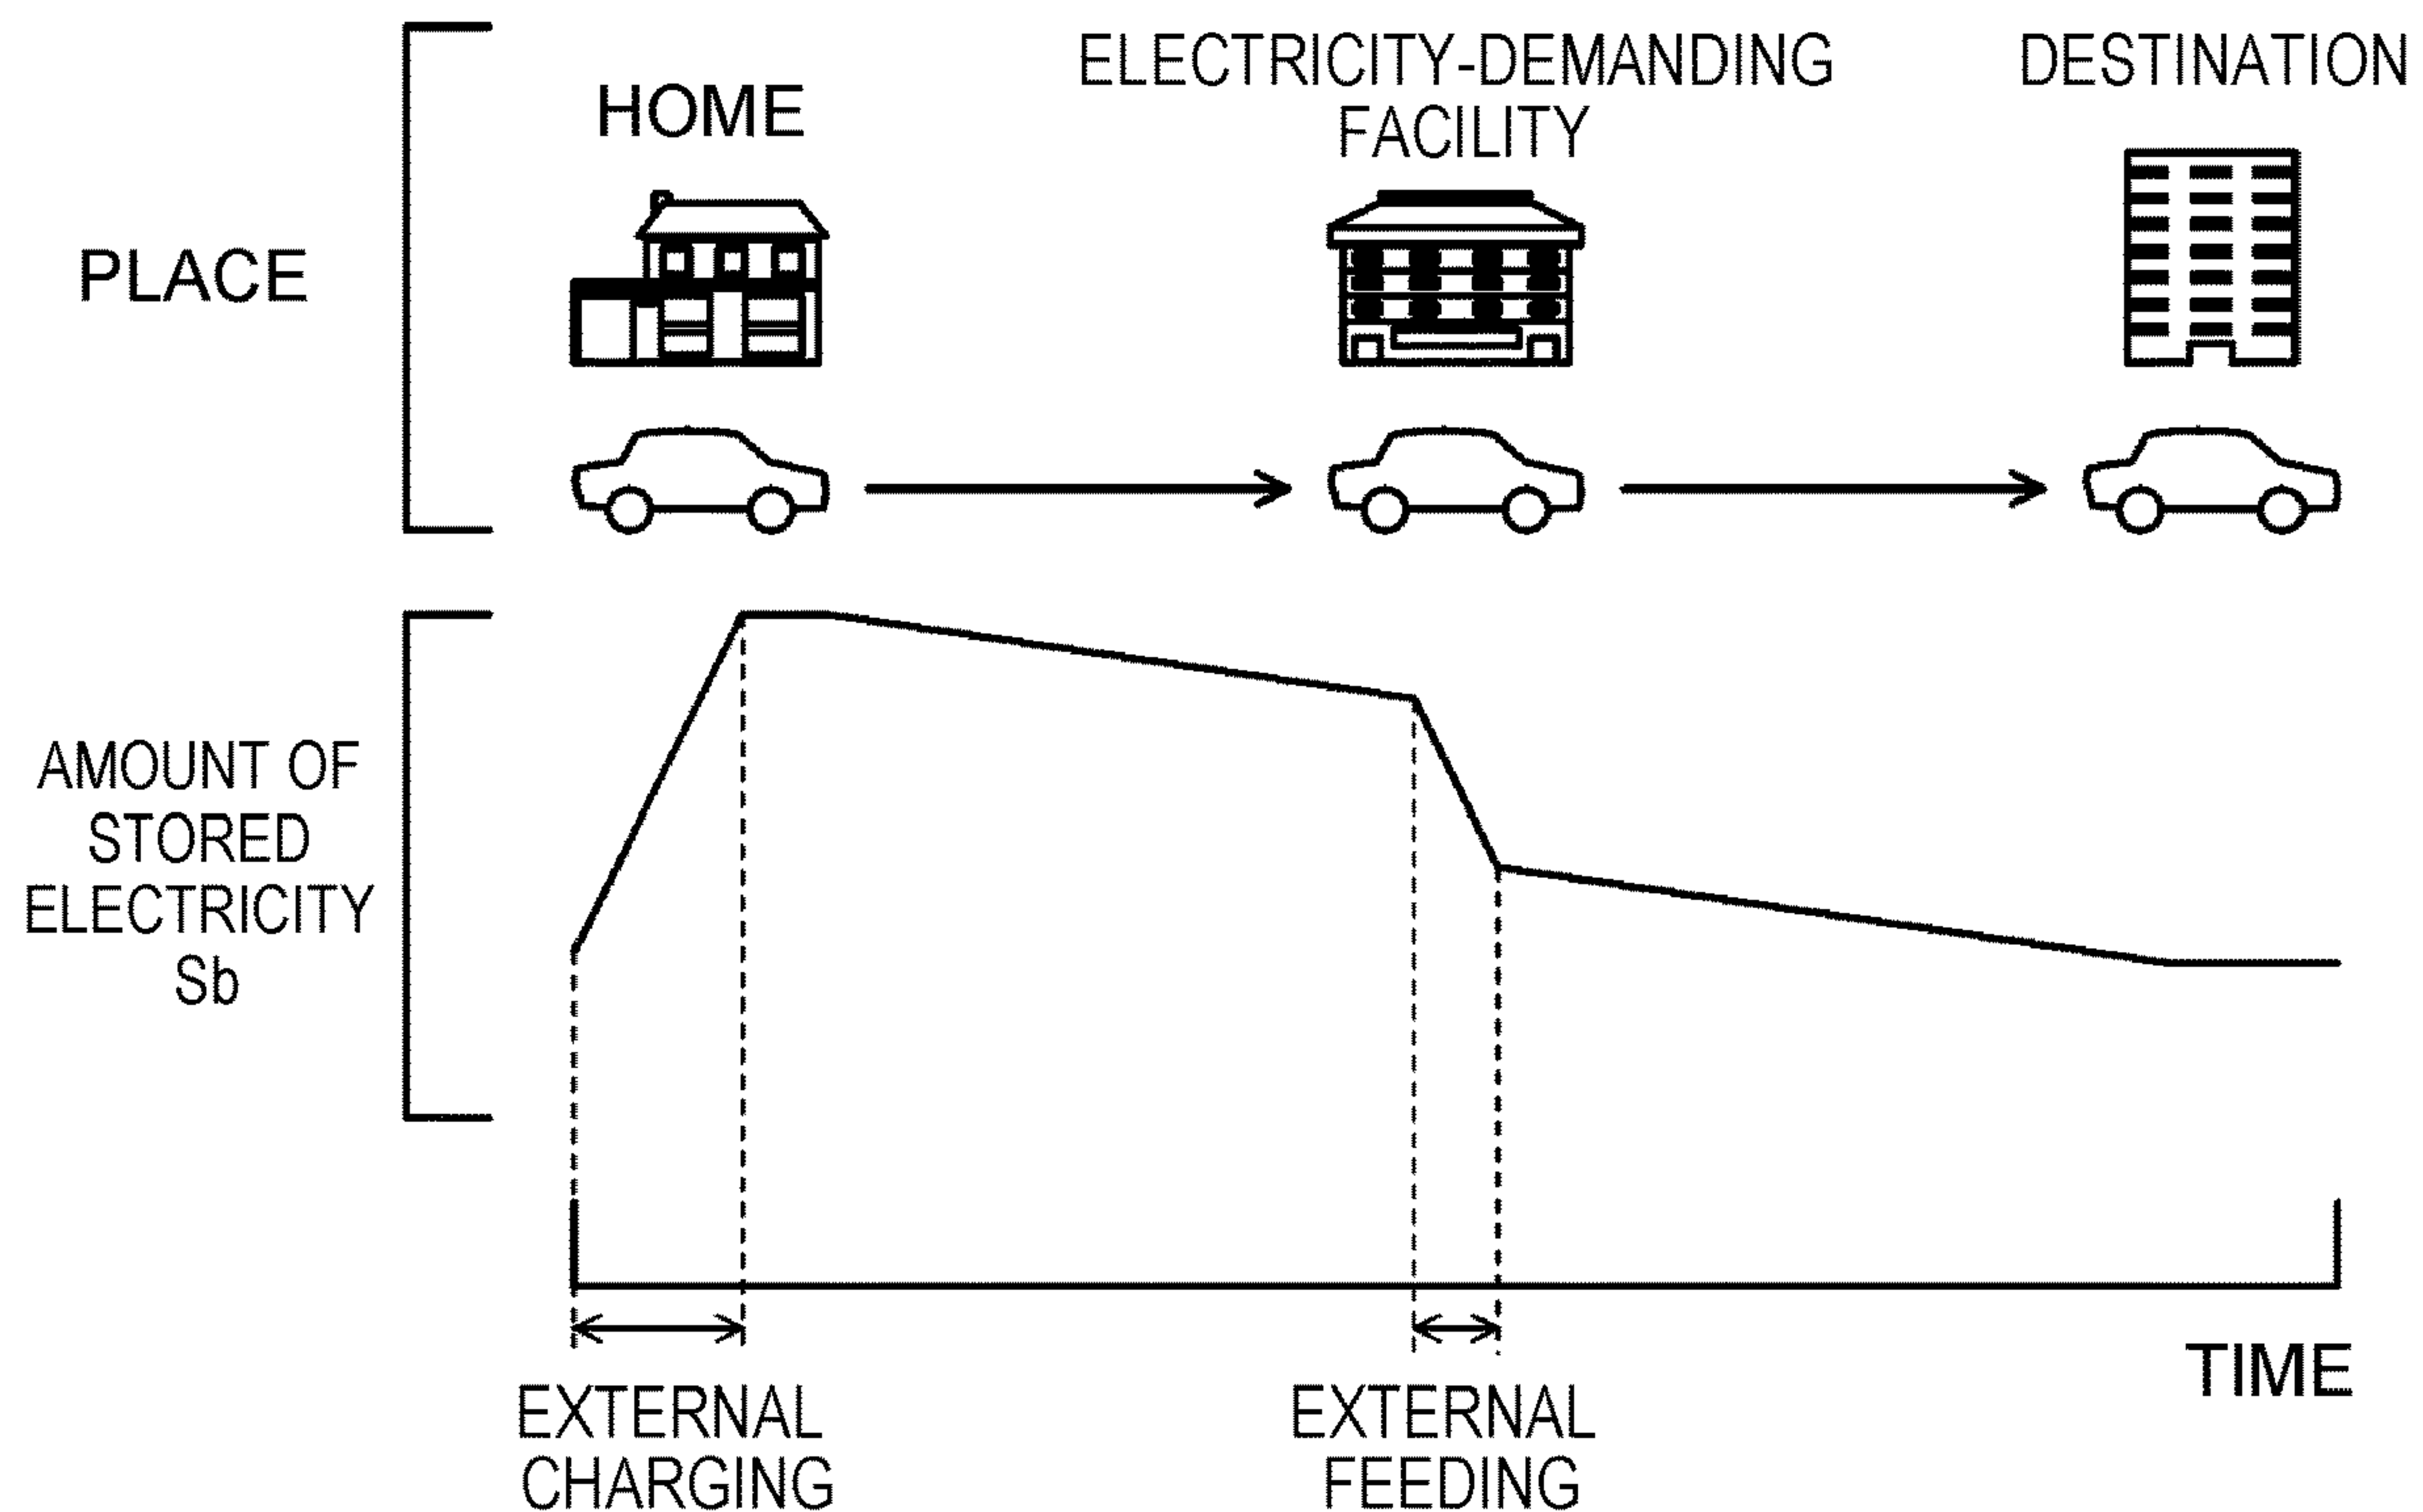 PLACE
HOME
ELECTRICITY-DEMANDING
FACILITY
DESTINATION
AMOUNT OF
STORED
ELECTRICITY
Sb
TIME
EXTERNAL
CHARGING
EXTERNAL
FEEDING